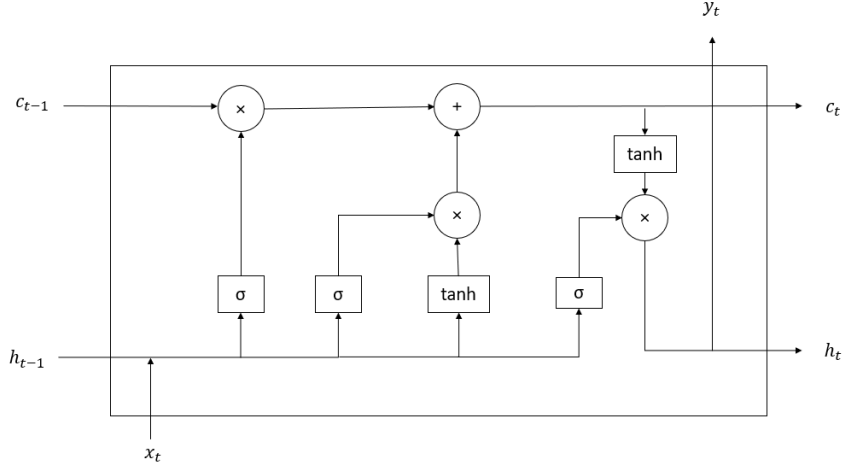 y_t
c_{t−1}
×
+
c_t
tanh
×
×
σ
σ
tanh
σ
h_{t−1}
h_t
x_t